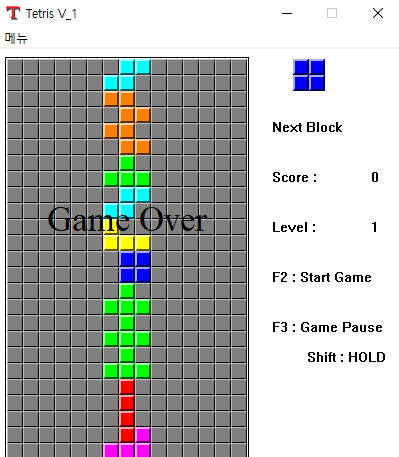 Tetris V_1
메뉴
Next Block
Score : 0
Game Over
Level : 1
F2 : Start Game
F3 : Game Pause
Shift : HOLD